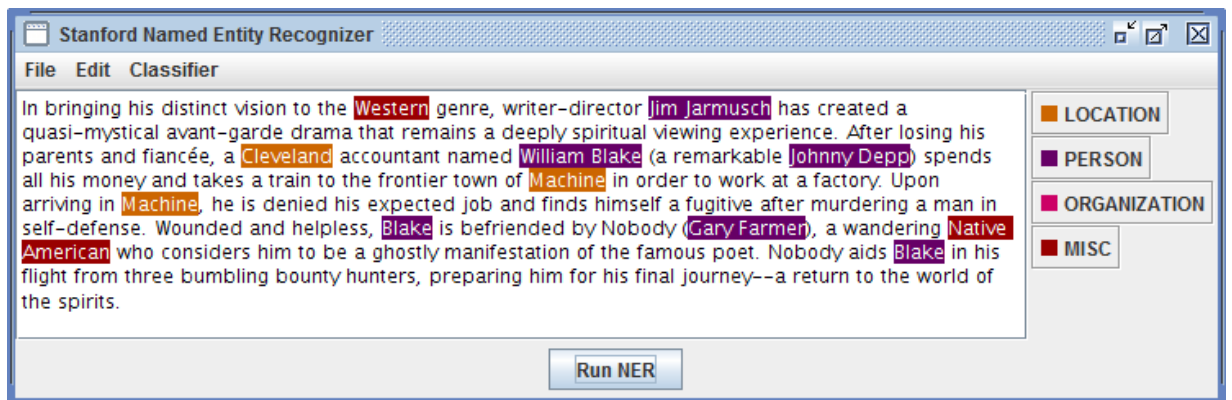 Stanford Named Entity Recognizer
File Edit Classifier
In bringing his distinct vision to the Western genre, writer-director Jim Jarmusch has created a
quasi-mystical avant-garde drama that remains a deeply spiritual viewing experience. After losing his
parents and fiancée, a Cleveland accountant named William Blake (a remarkable Johnny Depp) spends
all his money and takes a train to the frontier town of Machine in order to work at a factory. Upon
arriving in Machine, he is denied his expected job and finds himself a fugitive after murdering a man in
self-defense. Wounded and helpless, Blake is befriended by Nobody (Gary Farmer), a wandering Native
American who considers him to be a ghostly manifestation of the famous poet. Nobody aids Blake in his
flight from three bumbling bounty hunters, preparing him for his final journey--a return to the world of
the spirits.
LOCATION
PERSON
ORGANIZATION
MISC
Run NER